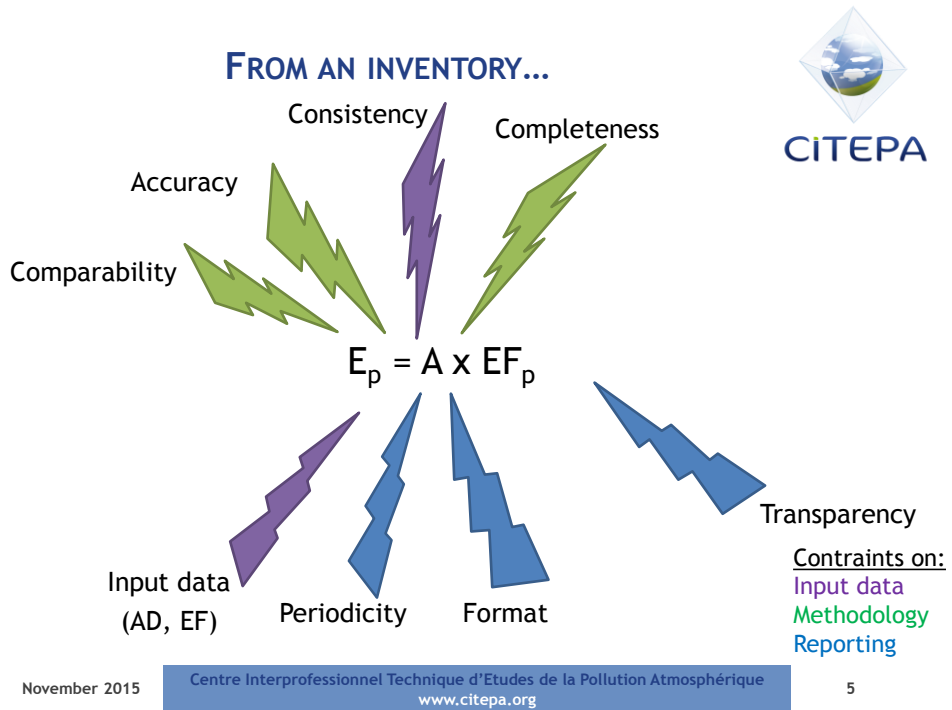 FROM AN INVENTORY…
CiTEPA
Consistency
Completeness
Accuracy
Comparability
Ep = A x EFp
Transparency
Input data
(AD, EF)
Periodicity
Format
Contraints on:
Input data
Methodology
Reporting
November 2015
Centre Interprofessionnel Technique d'Etudes de la Pollution Atmosphérique
www.citepa.org
5